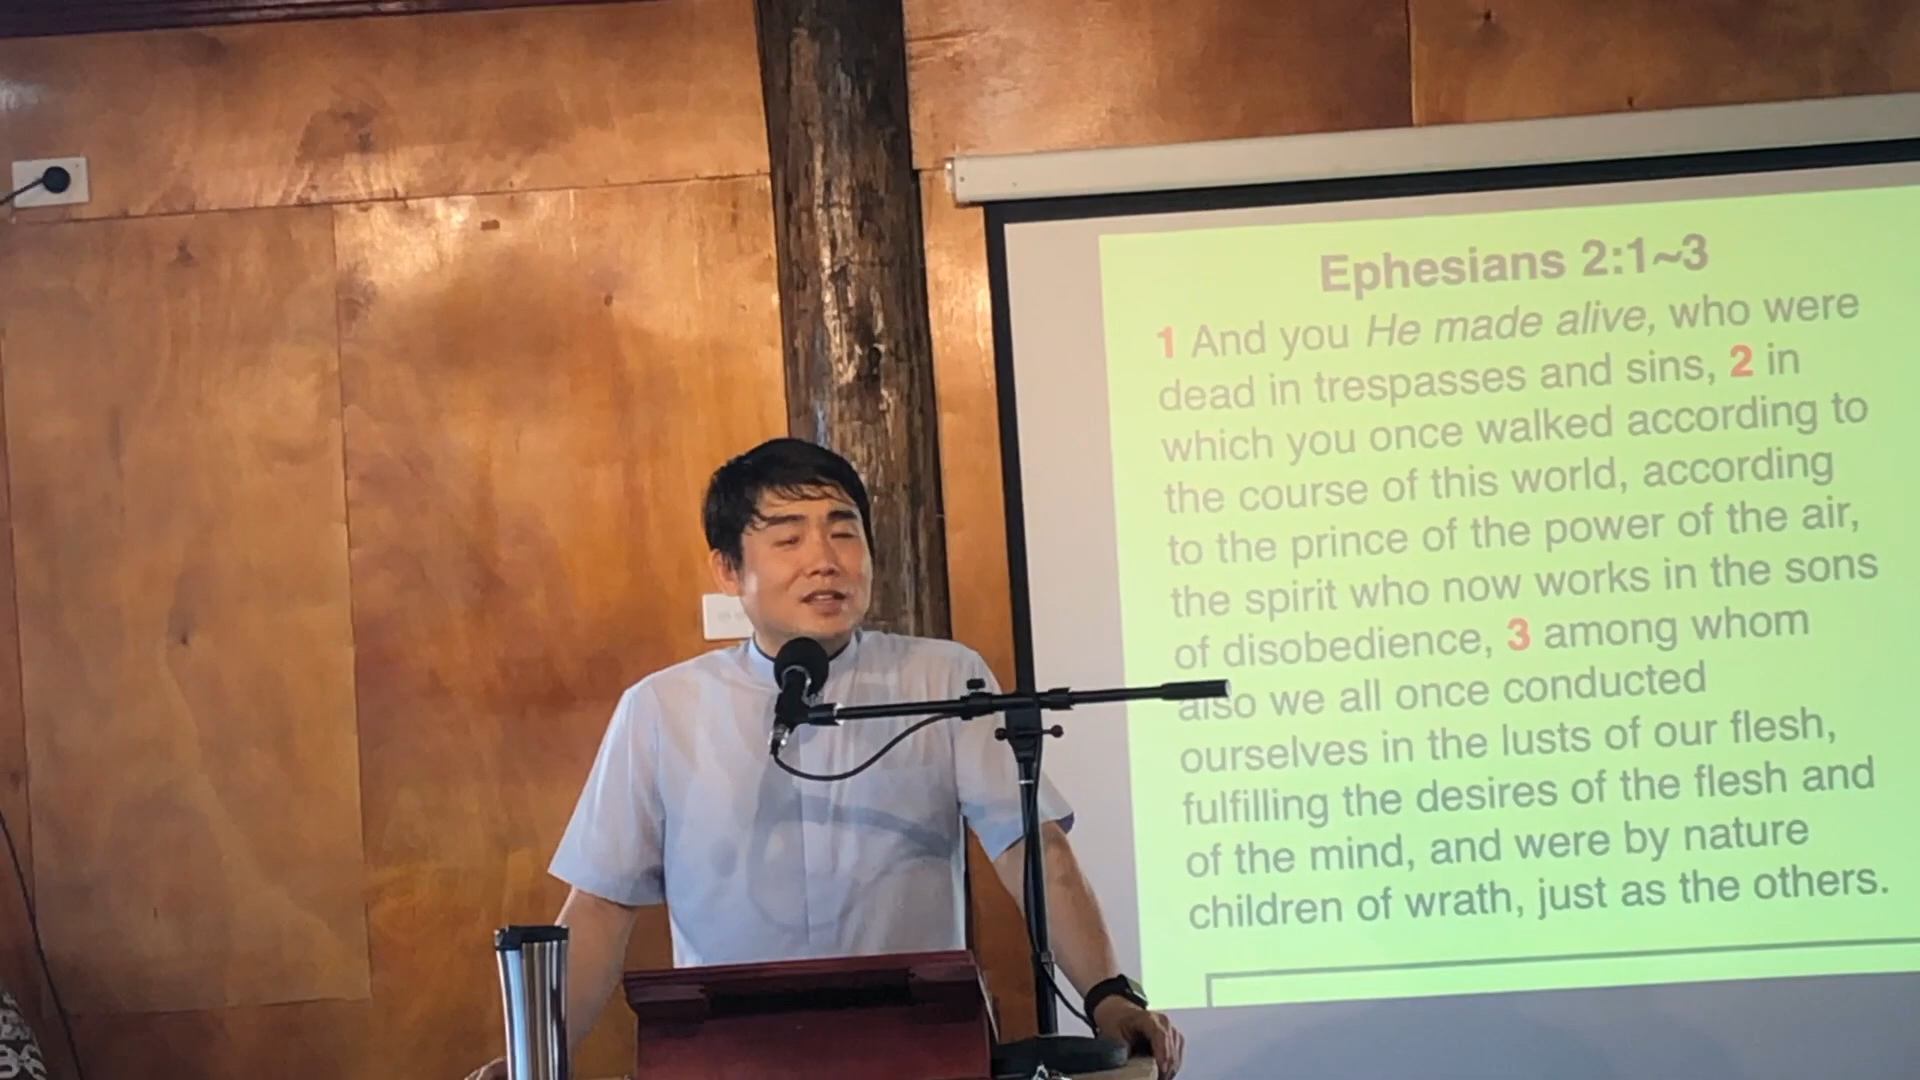 Ephesians 2:1~3
1 And you He made alive, who were
dead in trespasses and sins, 2 in
which you once walked according to
the course of this world, according
to the prince of the power of the air,
the spirit who now works in the sons
of disobedience, 3 among whom
also we all once conducted
ourselves in the lusts of our flesh,
fulfilling the desires of the flesh and
of the mind, and were by nature
children of wrath, just as the others.